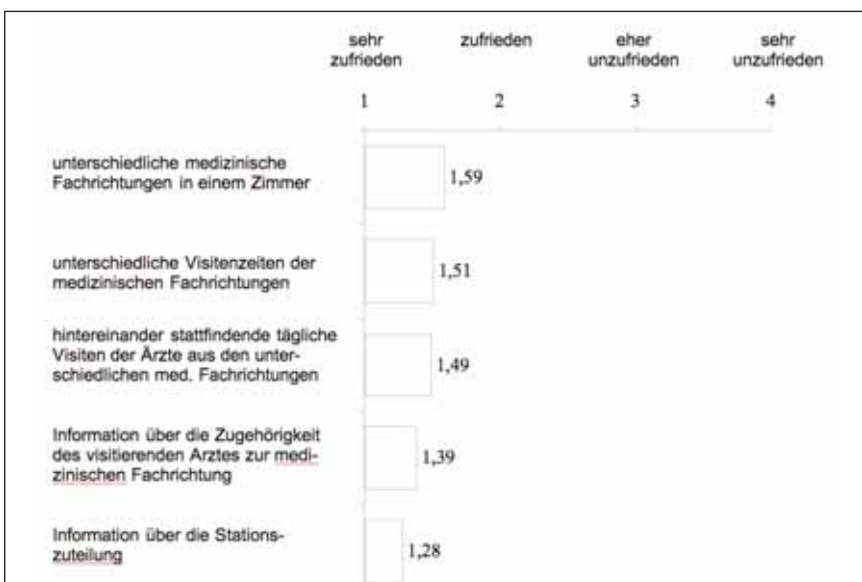 sehr zufrieden eher sehr
zufrieden unzufrieden unzufrieden
1 2 3 4
unterschiedliche medizinische
Fachrichtungen in einem Zimmer
1,59
unterschiedliche Visitenzeiten der
medizinischen Fachrichtungen
1,51
hintereinander stattfindende tägliche
Visiten der Ärzte aus den unter-
schiedlichen med. Fachrichtungen
1,49
Information über die Zugehörigkeit
des visitierenden Arztes zur medi-
zinischen Fachrichtung
1,39
Information über die Stations-
zuteilung
1,28